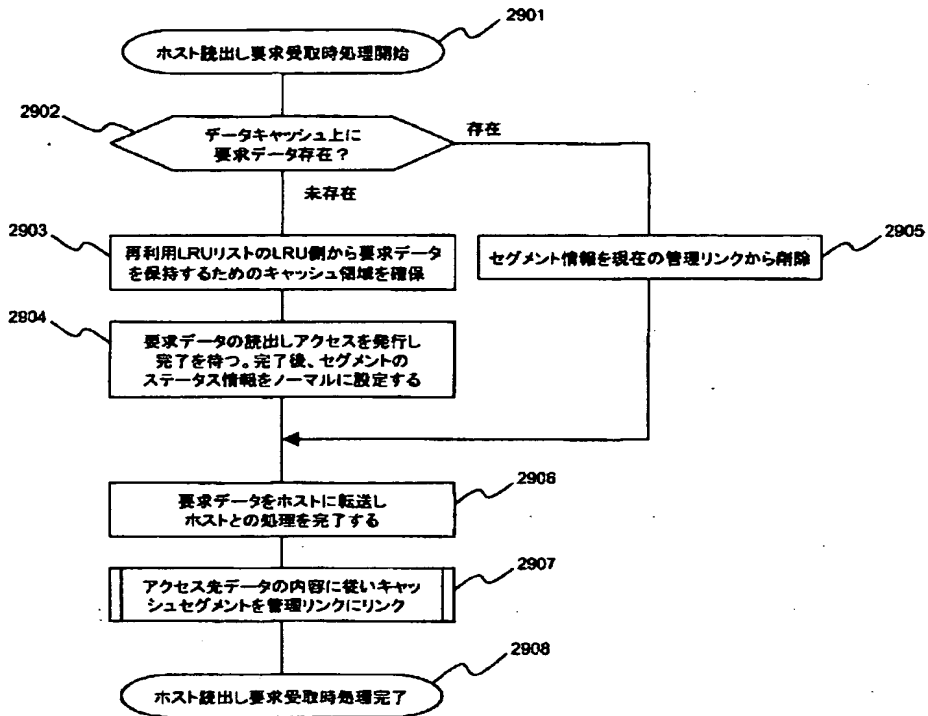 2901
ホスト読出し要求受取時処理開始
2902
データキャッシュ上に
要求データ存在？
存在
未存在
2903
再利用LRUリストのLRU側から要求データ
を保持するためのキャッシュ領域を確保
2905
セグメント情報を現在の管理リンクから削除
2904
要求データの読出しアクセスを発行し
完了を待つ。完了後、セグメントの
ステータス情報をノーマルに設定する
2906
要求データをホストに転送し
ホストとの処理を完了する
2907
アクセス先データの内容に従いキャッ
シュセグメントを管理リンクにリンク
2908
ホスト読出し要求受取時処理完了